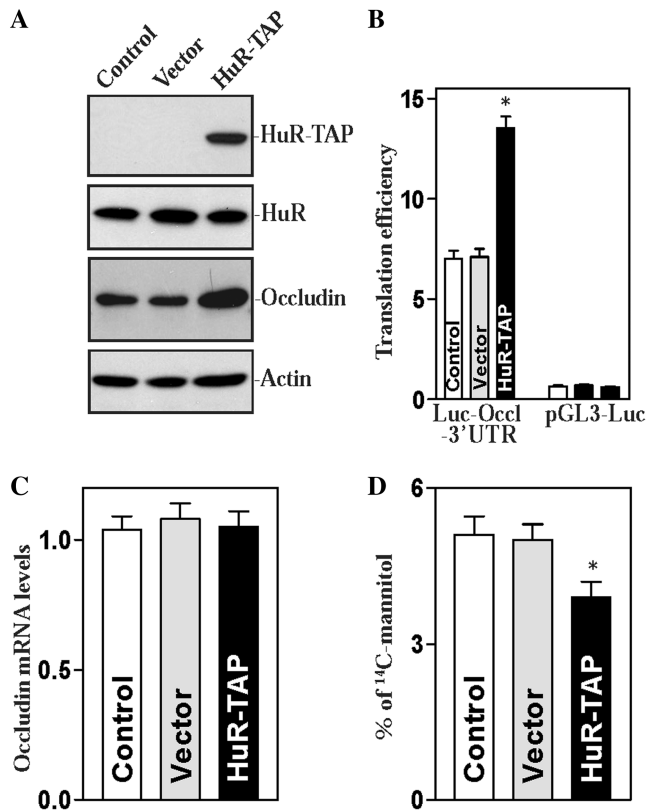 A
Control
Vector
HuR-TAP
-HuR-TAP
-HuR
-Occludin
-Actin
B
Translation efficiency
15
10
5
0
*
Control
Vector
HuR-TAP
Luc-Occl
-3'UTR
pGL3-Luc
C
Occludin mRNA levels
1.0
0.5
0.0
Control
Vector
HuR-TAP
D
% of ¹⁴C-mannitol
6
3
0
*
Control
Vector
HuR-TAP